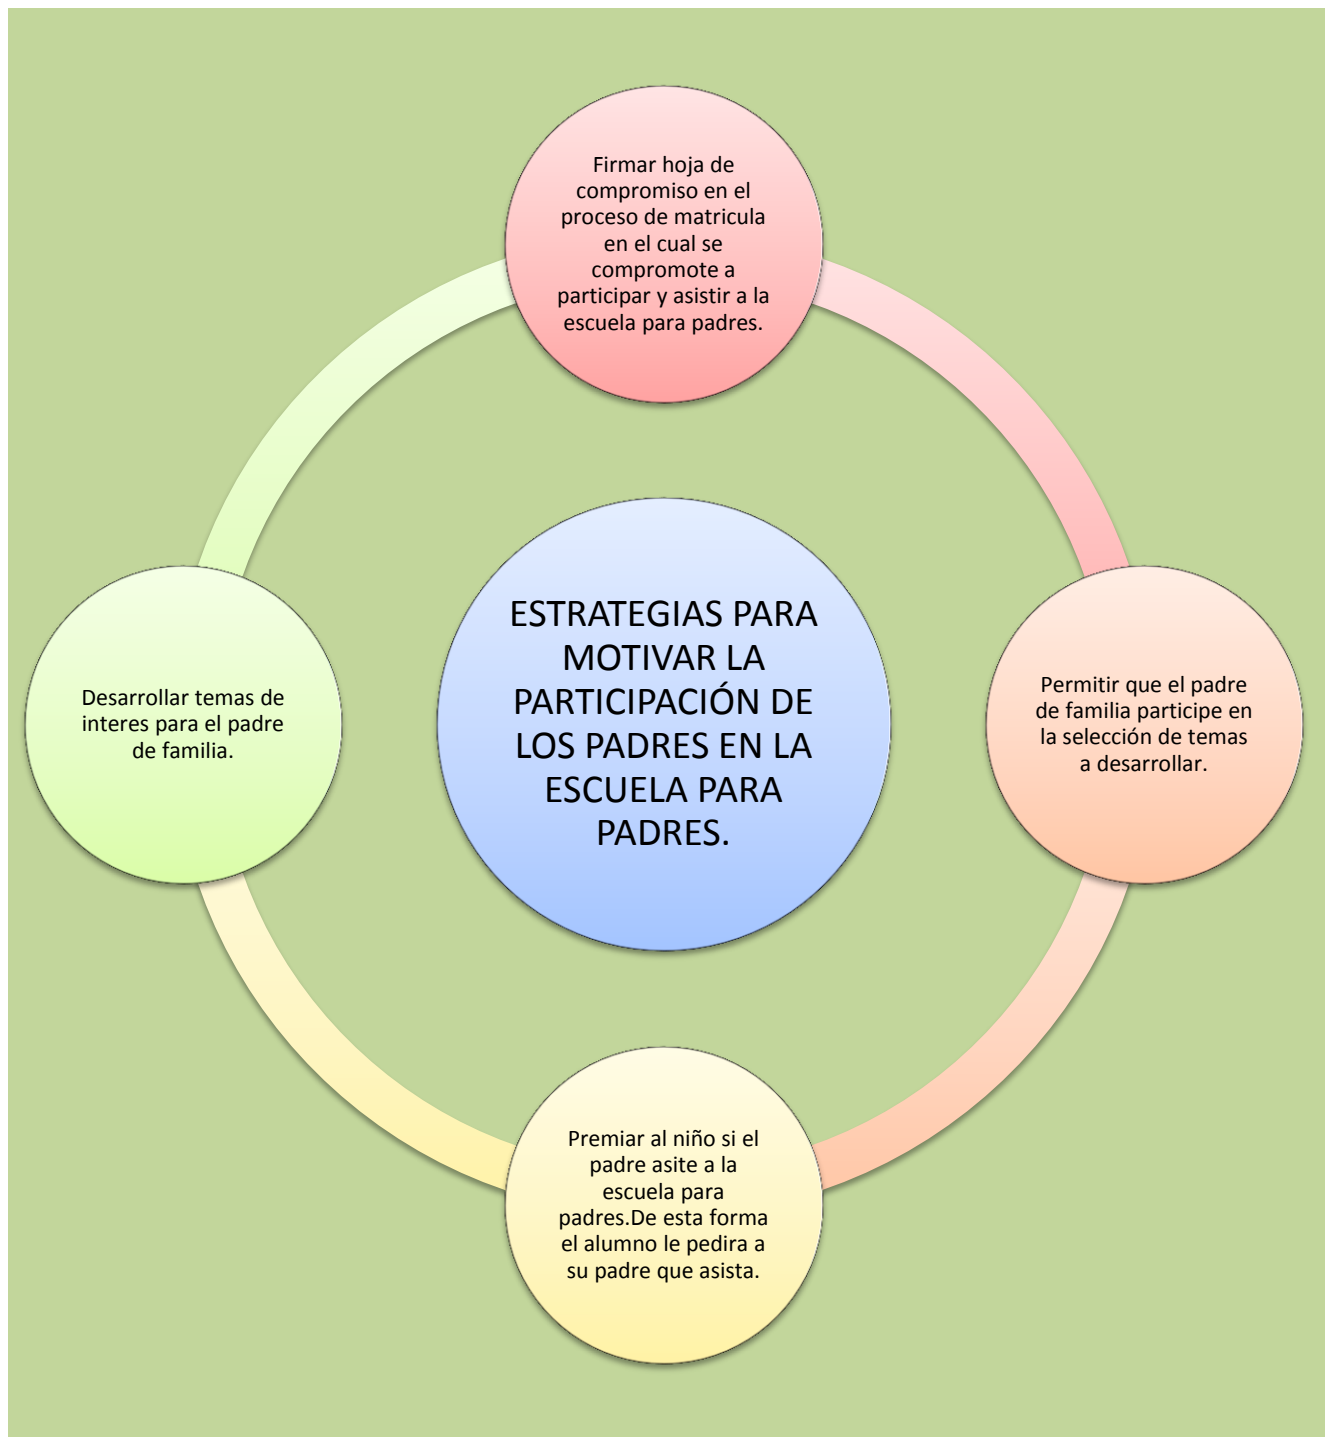 Firmar hoja de
compromiso en el
proceso de matricula
en el cual se
compromote a
participar y asistir a la
escuela para padres.
ESTRATEGIAS PARA
MOTIVAR LA
PARTICIPACIÓN DE
LOS PADRES EN LA
ESCUELA PARA
PADRES.
Permitir que el padre
de familia participe en
la selección de temas
a desarrollar.
Premiar al niño si el
padre asite a la
escuela para
padres.De esta forma
el alumno le pedira a
su padre que asista.
Desarrollar temas de
interes para el padre
de familia.